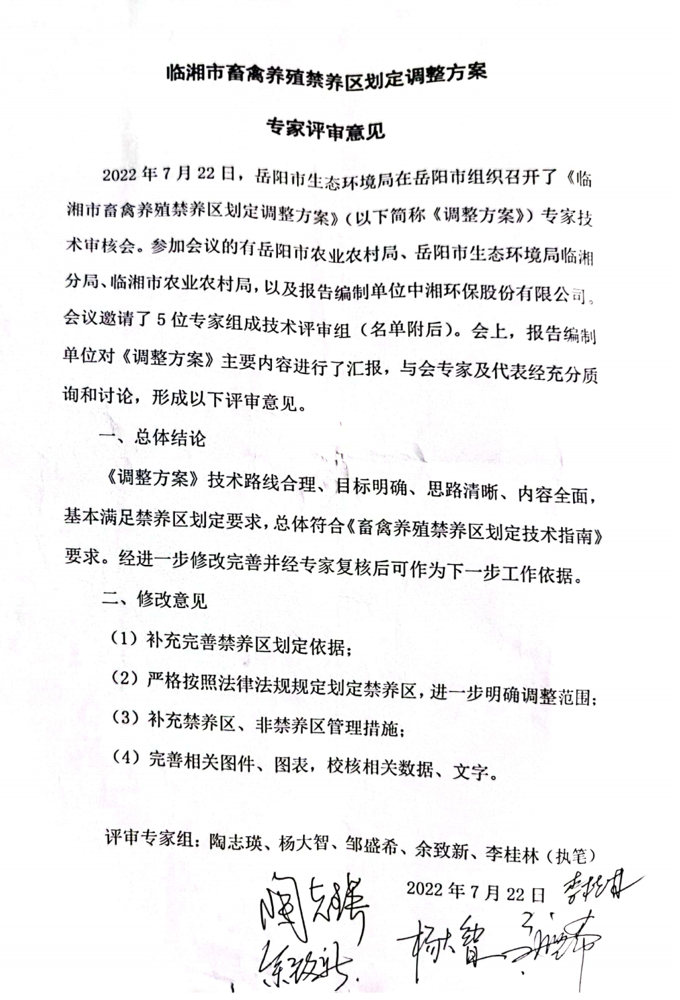 临湘市畜禽养殖禁养区划定调整方案
专家评审意见
2022年7月22日，岳阳市生态环境局在岳阳市组织召开了《临
湘市畜禽养殖禁养区划定调整方案》（以下简称《调整方案》）专家技
术审核会。参加会议的有岳阳市农业农村局、岳阳市生态环境局临湘
分局、临湘市农业农村局，以及报告编制单位中湘环保股份有限公司。
会议邀请了5位专家组成技术评审组（名单附后）。会上，报告编制
单位对《调整方案》主要内容进行了汇报，与会专家及代表经充分质
询和讨论，形成以下评审意见。
一、总体结论
《调整方案》技术路线合理、目标明确、思路清晰、内容全面，
基本满足禁养区划定要求，总体符合《畜禽养殖禁养区划定技术指南》
要求。经进一步修改完善并经专家复核后可作为下一步工作依据。
二、修改意见
（1）补充完善禁养区划定依据；
（2）严格按照法律法规规定划定禁养区，进一步明确调整范围；
（3）补充禁养区、非禁养区管理措施；
（4）完善相关图件、图表，校核相关数据、文字。
评审专家组：陶志瑛、杨大智、邹盛希、余致新、李桂林（执笔）
2022年7月22日 李桂林
陶志瑛
杨大智 邹盛希
余致新